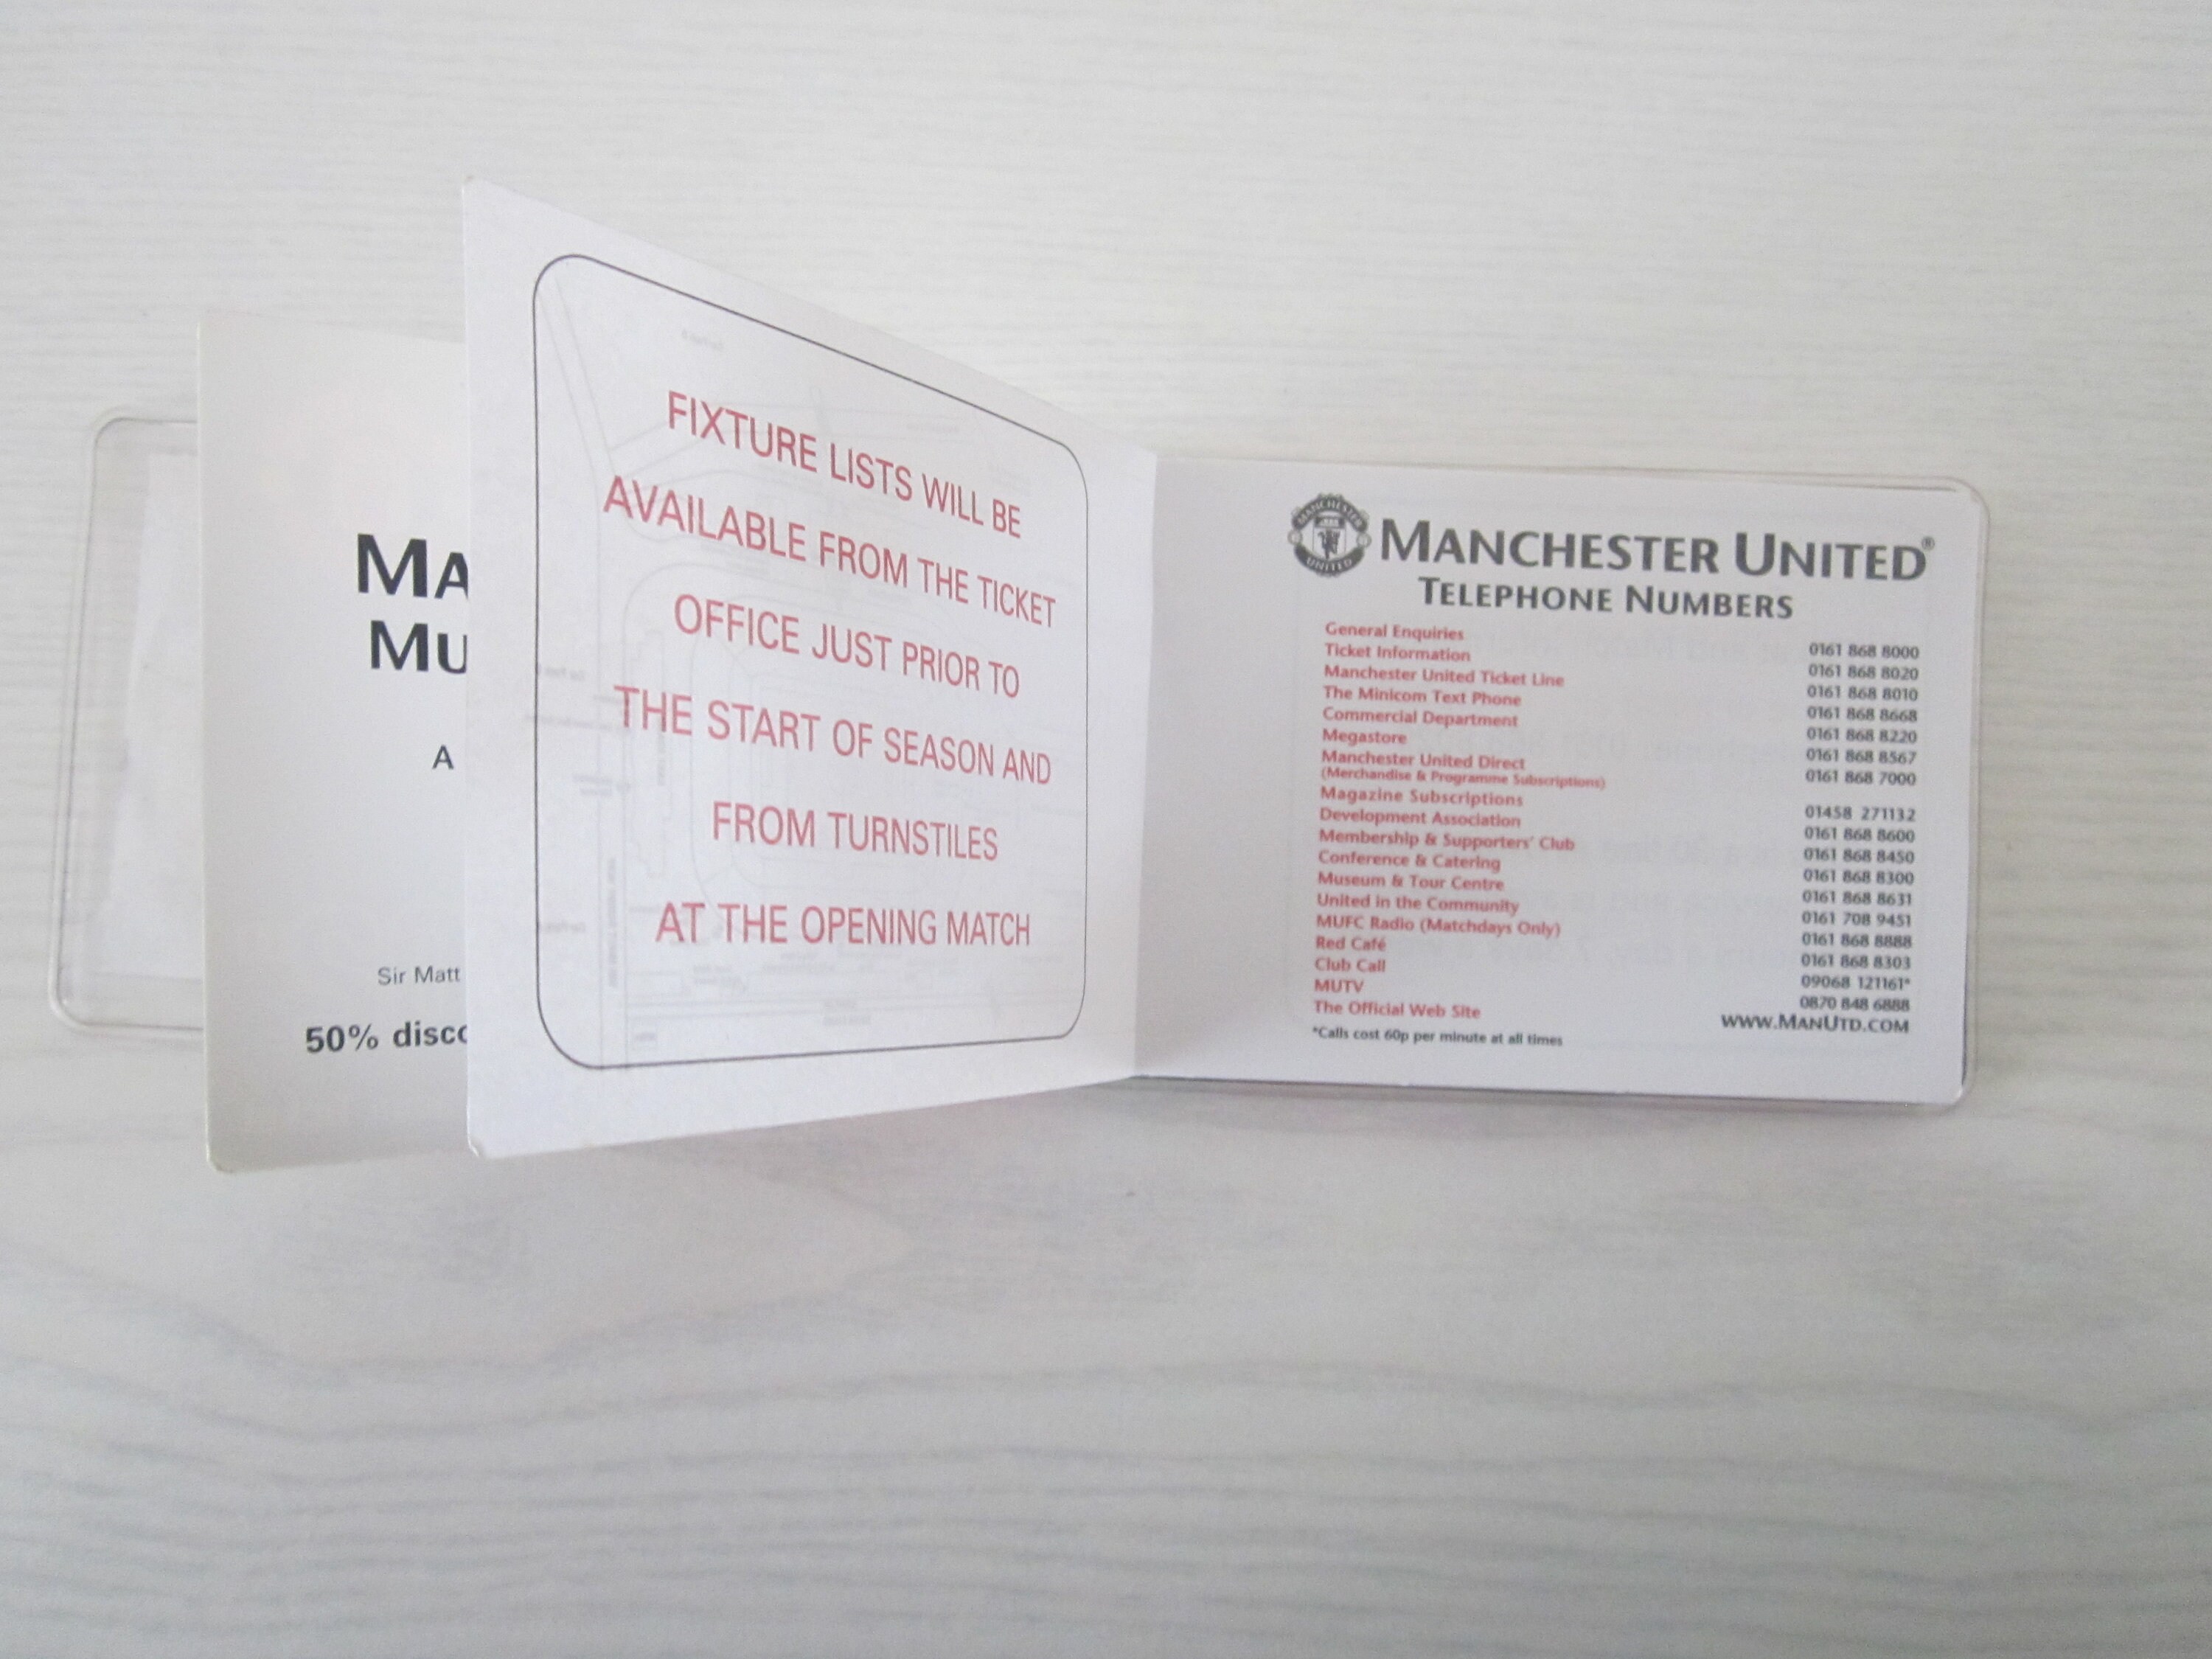 MA
MU
A
Sir Matt
50% disco
FIXTURE LISTS WILL BE
AVAILABLE FROM THE TICKET
OFFICE JUST PRIOR TO
THE START OF SEASON AND
FROM TURNSTILES
AT THE OPENING MATCH
MANCHESTER UNITED
MANCHESTER UNITED®
TELEPHONE NUMBERS
General Enquiries 0161 868 8000
Ticket Information 0161 868 8020
Manchester United Ticket Line 0161 868 8010
The Minicom Text Phone 0161 868 8668
Commercial Department 0161 868 8220
Megastore 0161 868 8567
Manchester United Direct 0161 868 7000
(Merchandise & Programme Subscriptions)
Magazine Subscriptions 01458 271132
Development Association 0161 868 8600
Membership & Supporters' Club 0161 868 8450
Conference & Catering 0161 868 8300
Museum & Tour Centre 0161 868 8631
United in the Community 0161 708 9451
MUFC Radio (Matchdays Only) 0161 868 8888
Red Café 0161 868 8303
Club Call 09068 121161*
MUTV 0870 848 6888
The Official Web Site WWW.MANUTD.COM
*Calls cost 60p per minute at all times